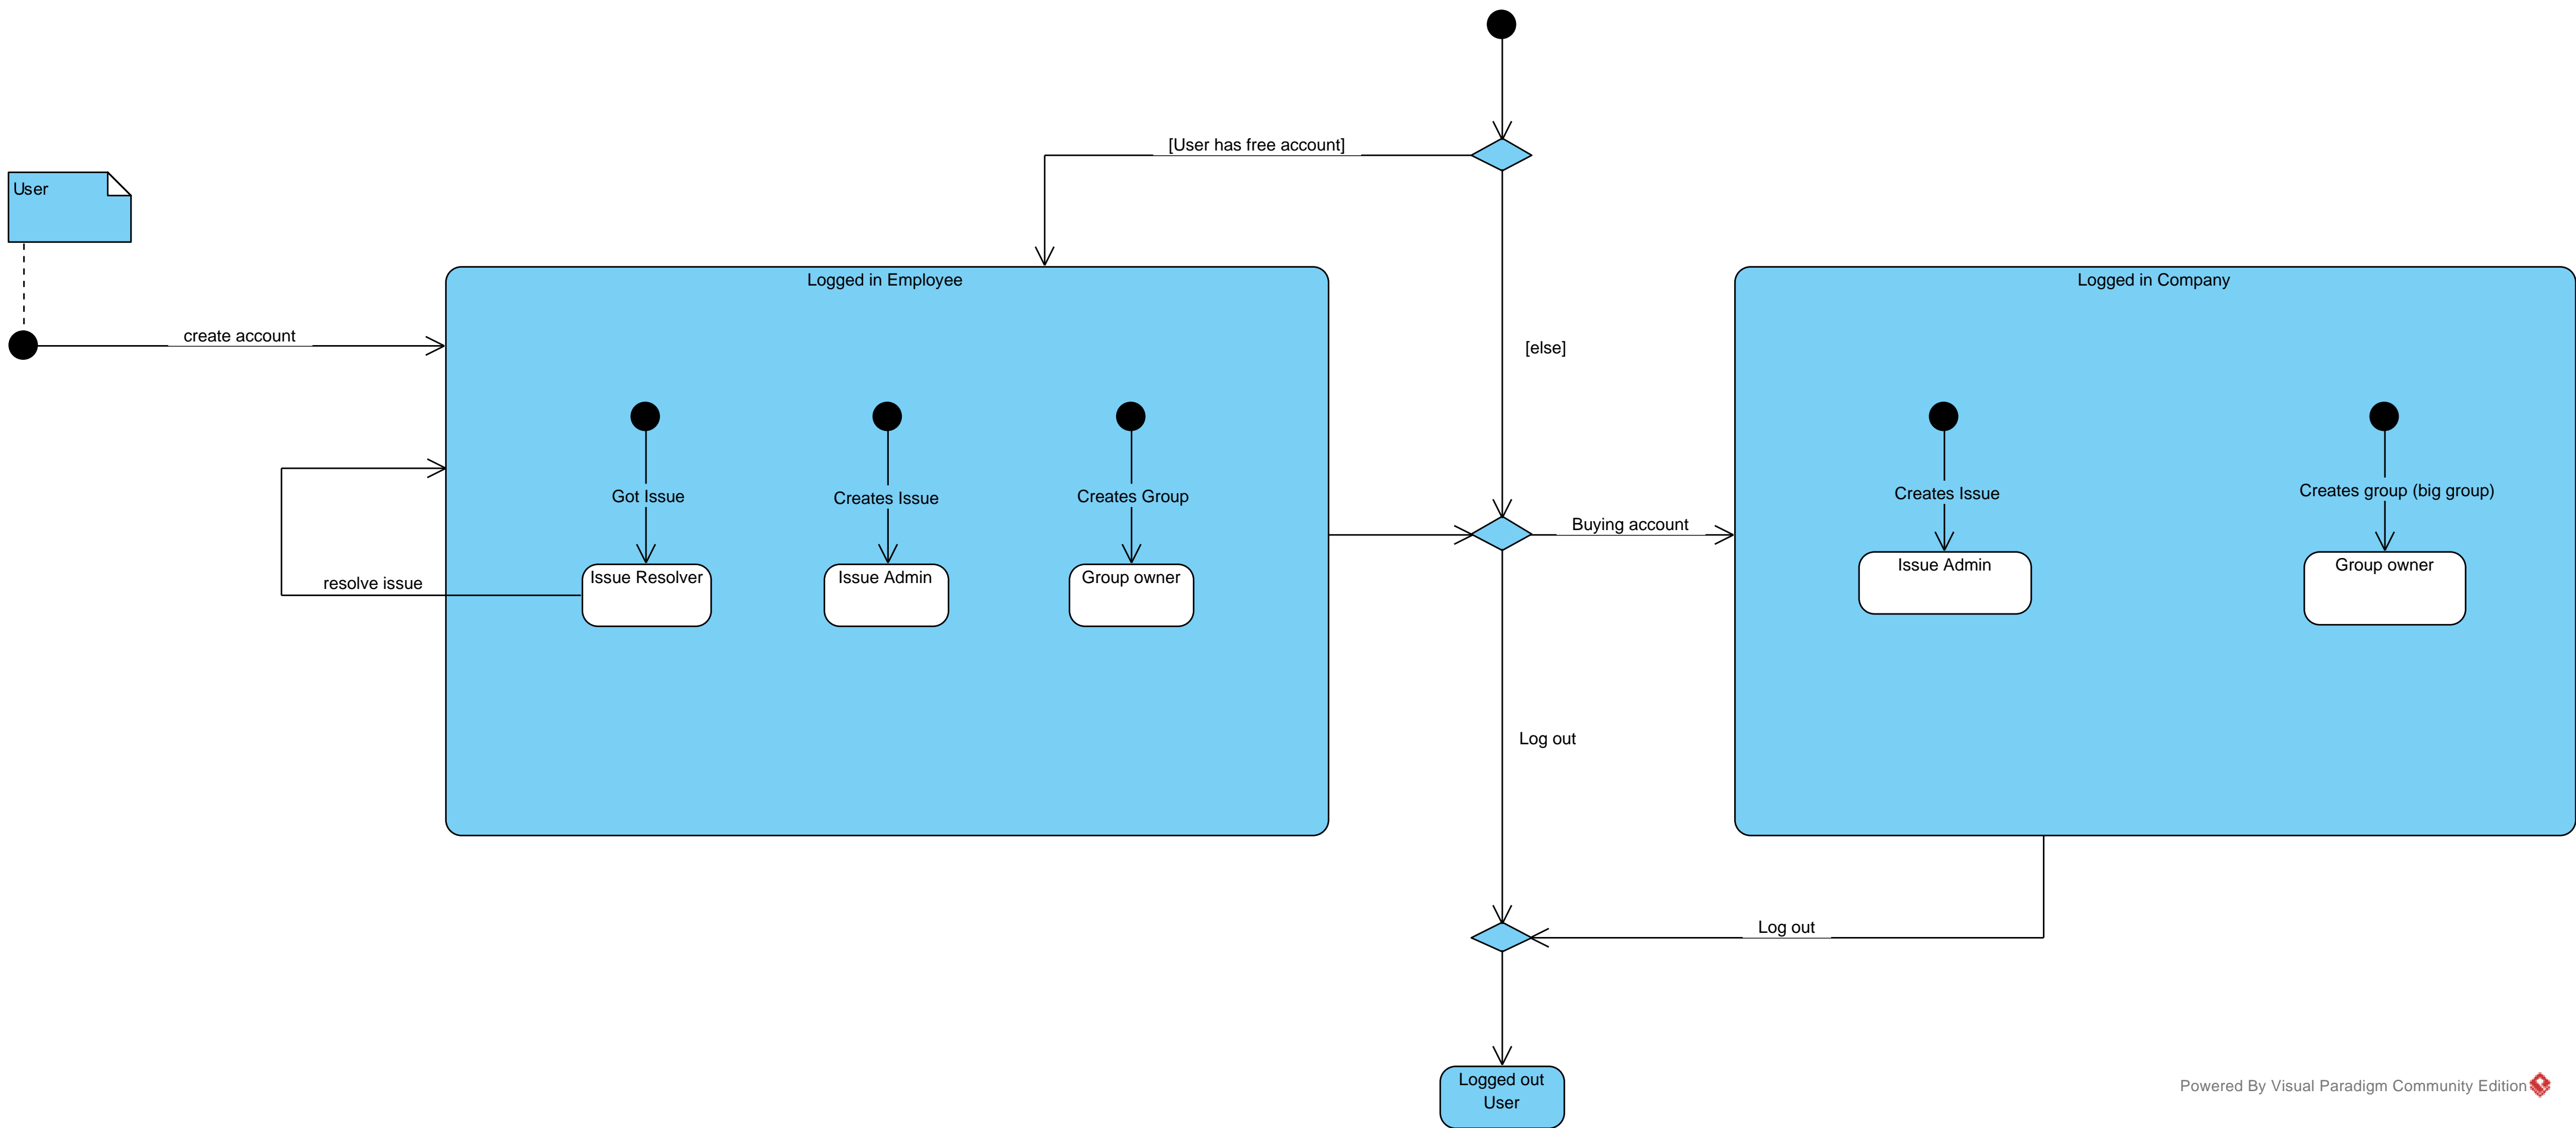 [User has free account]
User
Logged in Employee
Logged in Company
create account
[else]
Got Issue
Creates Issue
Creates Group
Creates Issue
Creates group (big group)
Buying account
Issue Resolver
Issue Admin
Group owner
Issue Admin
Group owner
resolve issue
Log out
Log out
Logged out
User
Powered By Visual Paradigm Community Edition